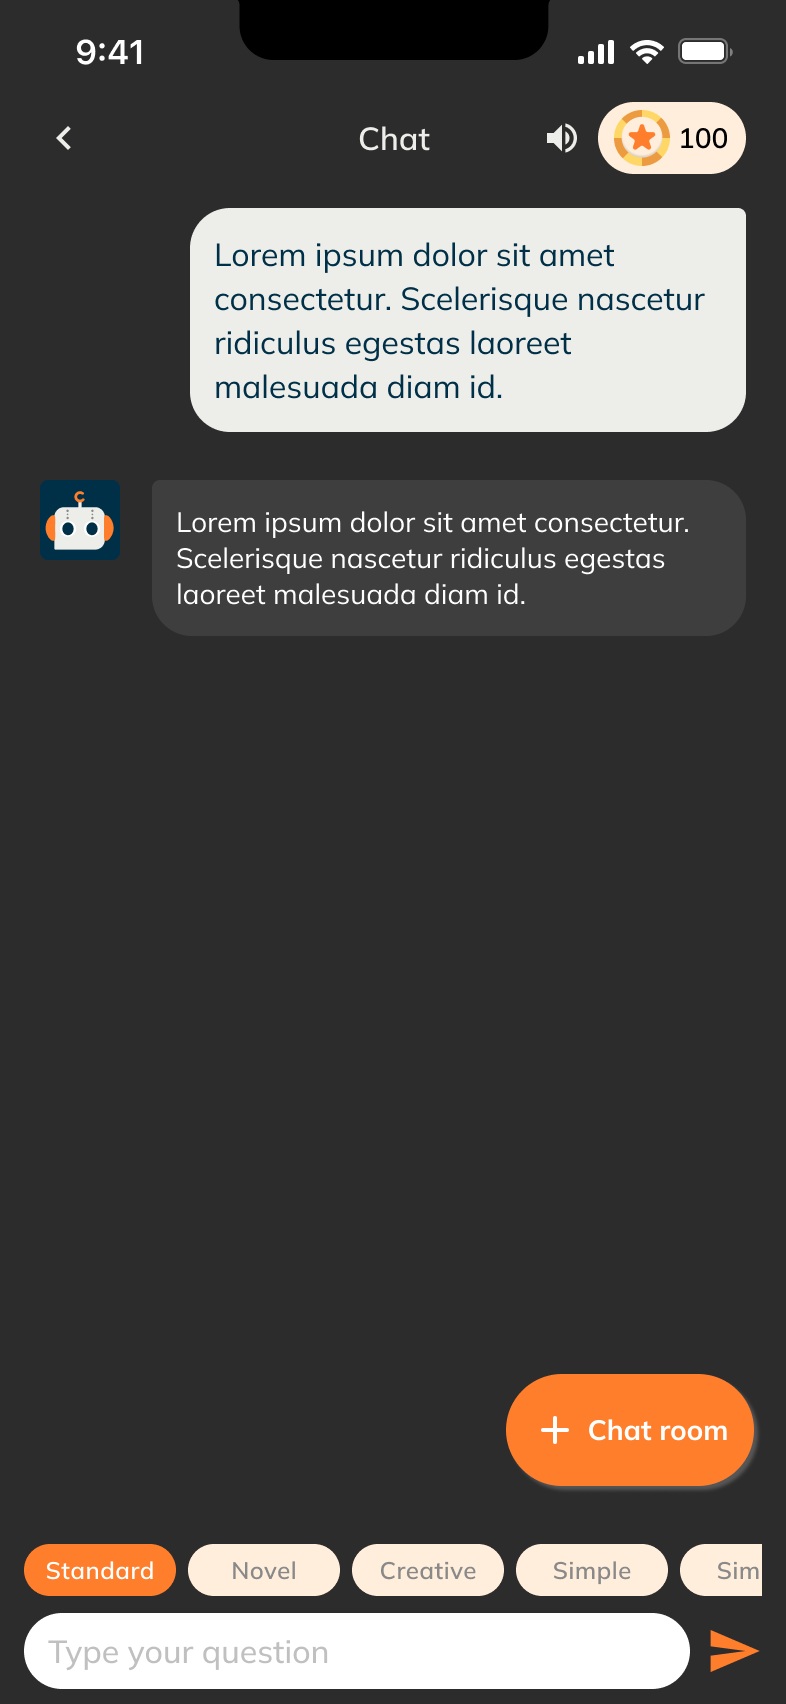 9:41
Chat
100
Lorem ipsum dolor sit amet
consectetur. Scelerisque nascetur
ridiculus egestas laoreet
malesuada diam id.
Lorem ipsum dolor sit amet consectetur.
Scelerisque nascetur ridiculus egestas
laoreet malesuada diam id.
Chat room
Standard Novel Creative Simple Sim
Type your question